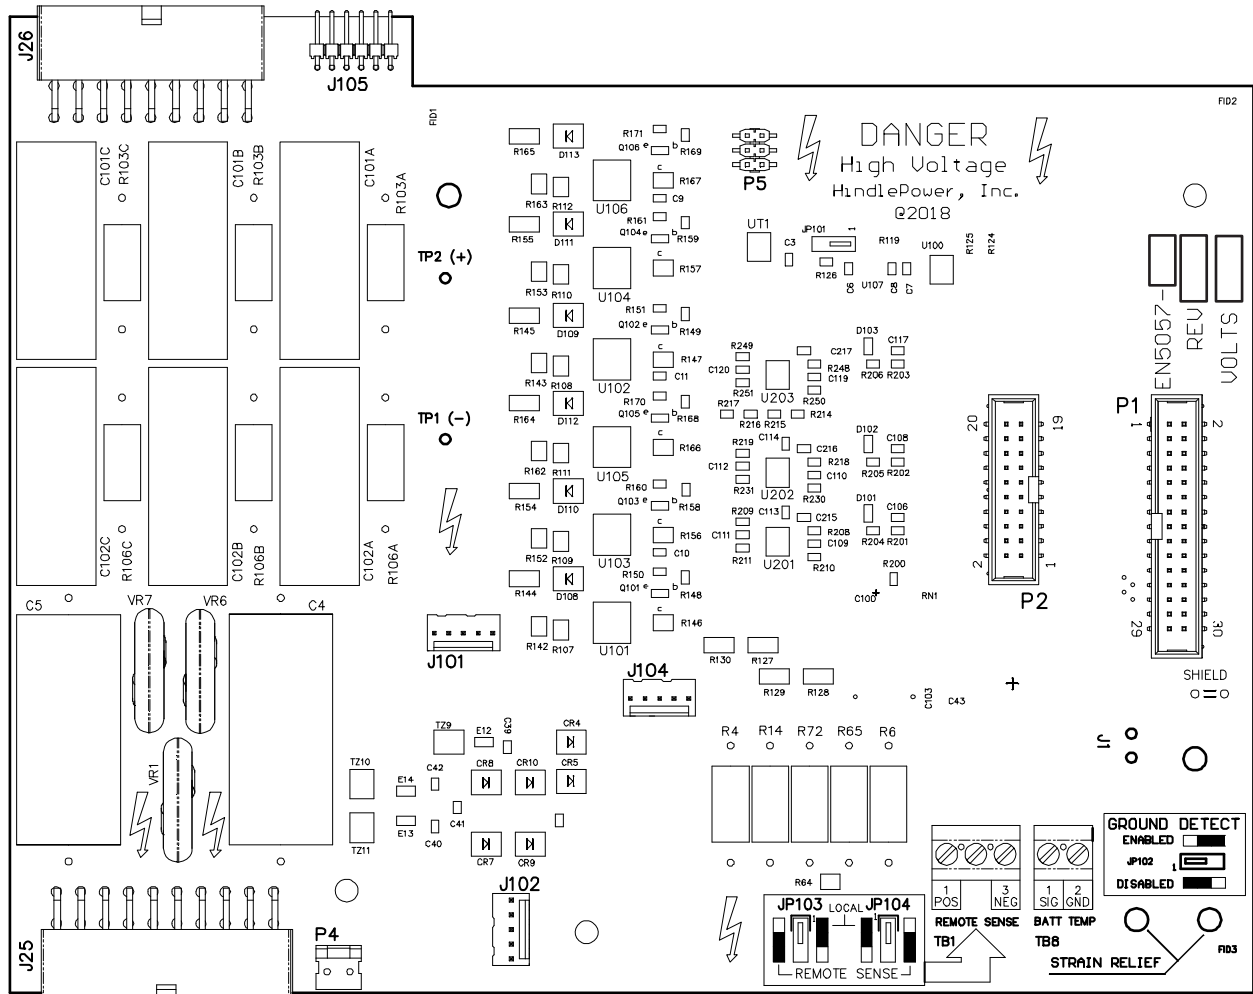 J26
J105
FID1
FID2
DANGER
High Voltage
HindlePower, Inc.
@2018
P5
C101C
R103C
C101B
R103B
C101A
R103A
TP2 (+)
TP1 (-)
R165
D113
R171
Q106 e
b
R169
c
R167
C9
U106
R163
R112
R155
D111
R161
Q104 e
b
R159
c
R157
U104
R153
R110
R145
D109
R151
Q102 e
b
R149
c
R147
C11
U102
R143
R108
R164
D112
R170
Q105 e
b
R168
c
R166
U105
R162
R111
R154
D110
R160
Q103 e
b
R158
c
R156
C10
U103
R152
R109
R144
D108
R150
Q101 e
b
R148
c
R146
U101
R142
R107
UT1
C3
JP101
1
R126
C6
R119
U107
C8
C7
U100
R125
R124
EN5057-
REV
VOLTS
R249
C120
R251
U203
C217
R248
C119
R250
D103
C117
R206
R203
R217
R216
R215
R214
R219
C112
R231
C114
U202
C216
R218
C110
R230
D102
C108
R205
R202
R209
C111
R211
C113
U201
C215
R208
C109
R210
D101
C106
R204
R201
R200
C100
RN1
20
19
2
1
P2
P1
1
2
29
30
SHIELD
C102C
R106C
C102B
R106B
C102A
R106A
C5
VR7
VR6
C4
VR1
J101
J104
R130
R127
R129
R128
C103
C43
J1
TZ9
E12
C39
CR4
TZ10
E14
C42
CR8
CR10
CR5
C41
TZ11
E13
C40
CR7
CR9
R4
R14
R72
R65
R6
R64
J102
J25
P4
JP103
LOCAL
JP104
1
1
REMOTE SENSE
1
POS
3
NEG
REMOTE SENSE
TB1
1
SIG
2
GND
BATT TEMP
TB8
GROUND DETECT
ENABLED
JP102
1
DISABLED
STRAIN RELIEF
FID3